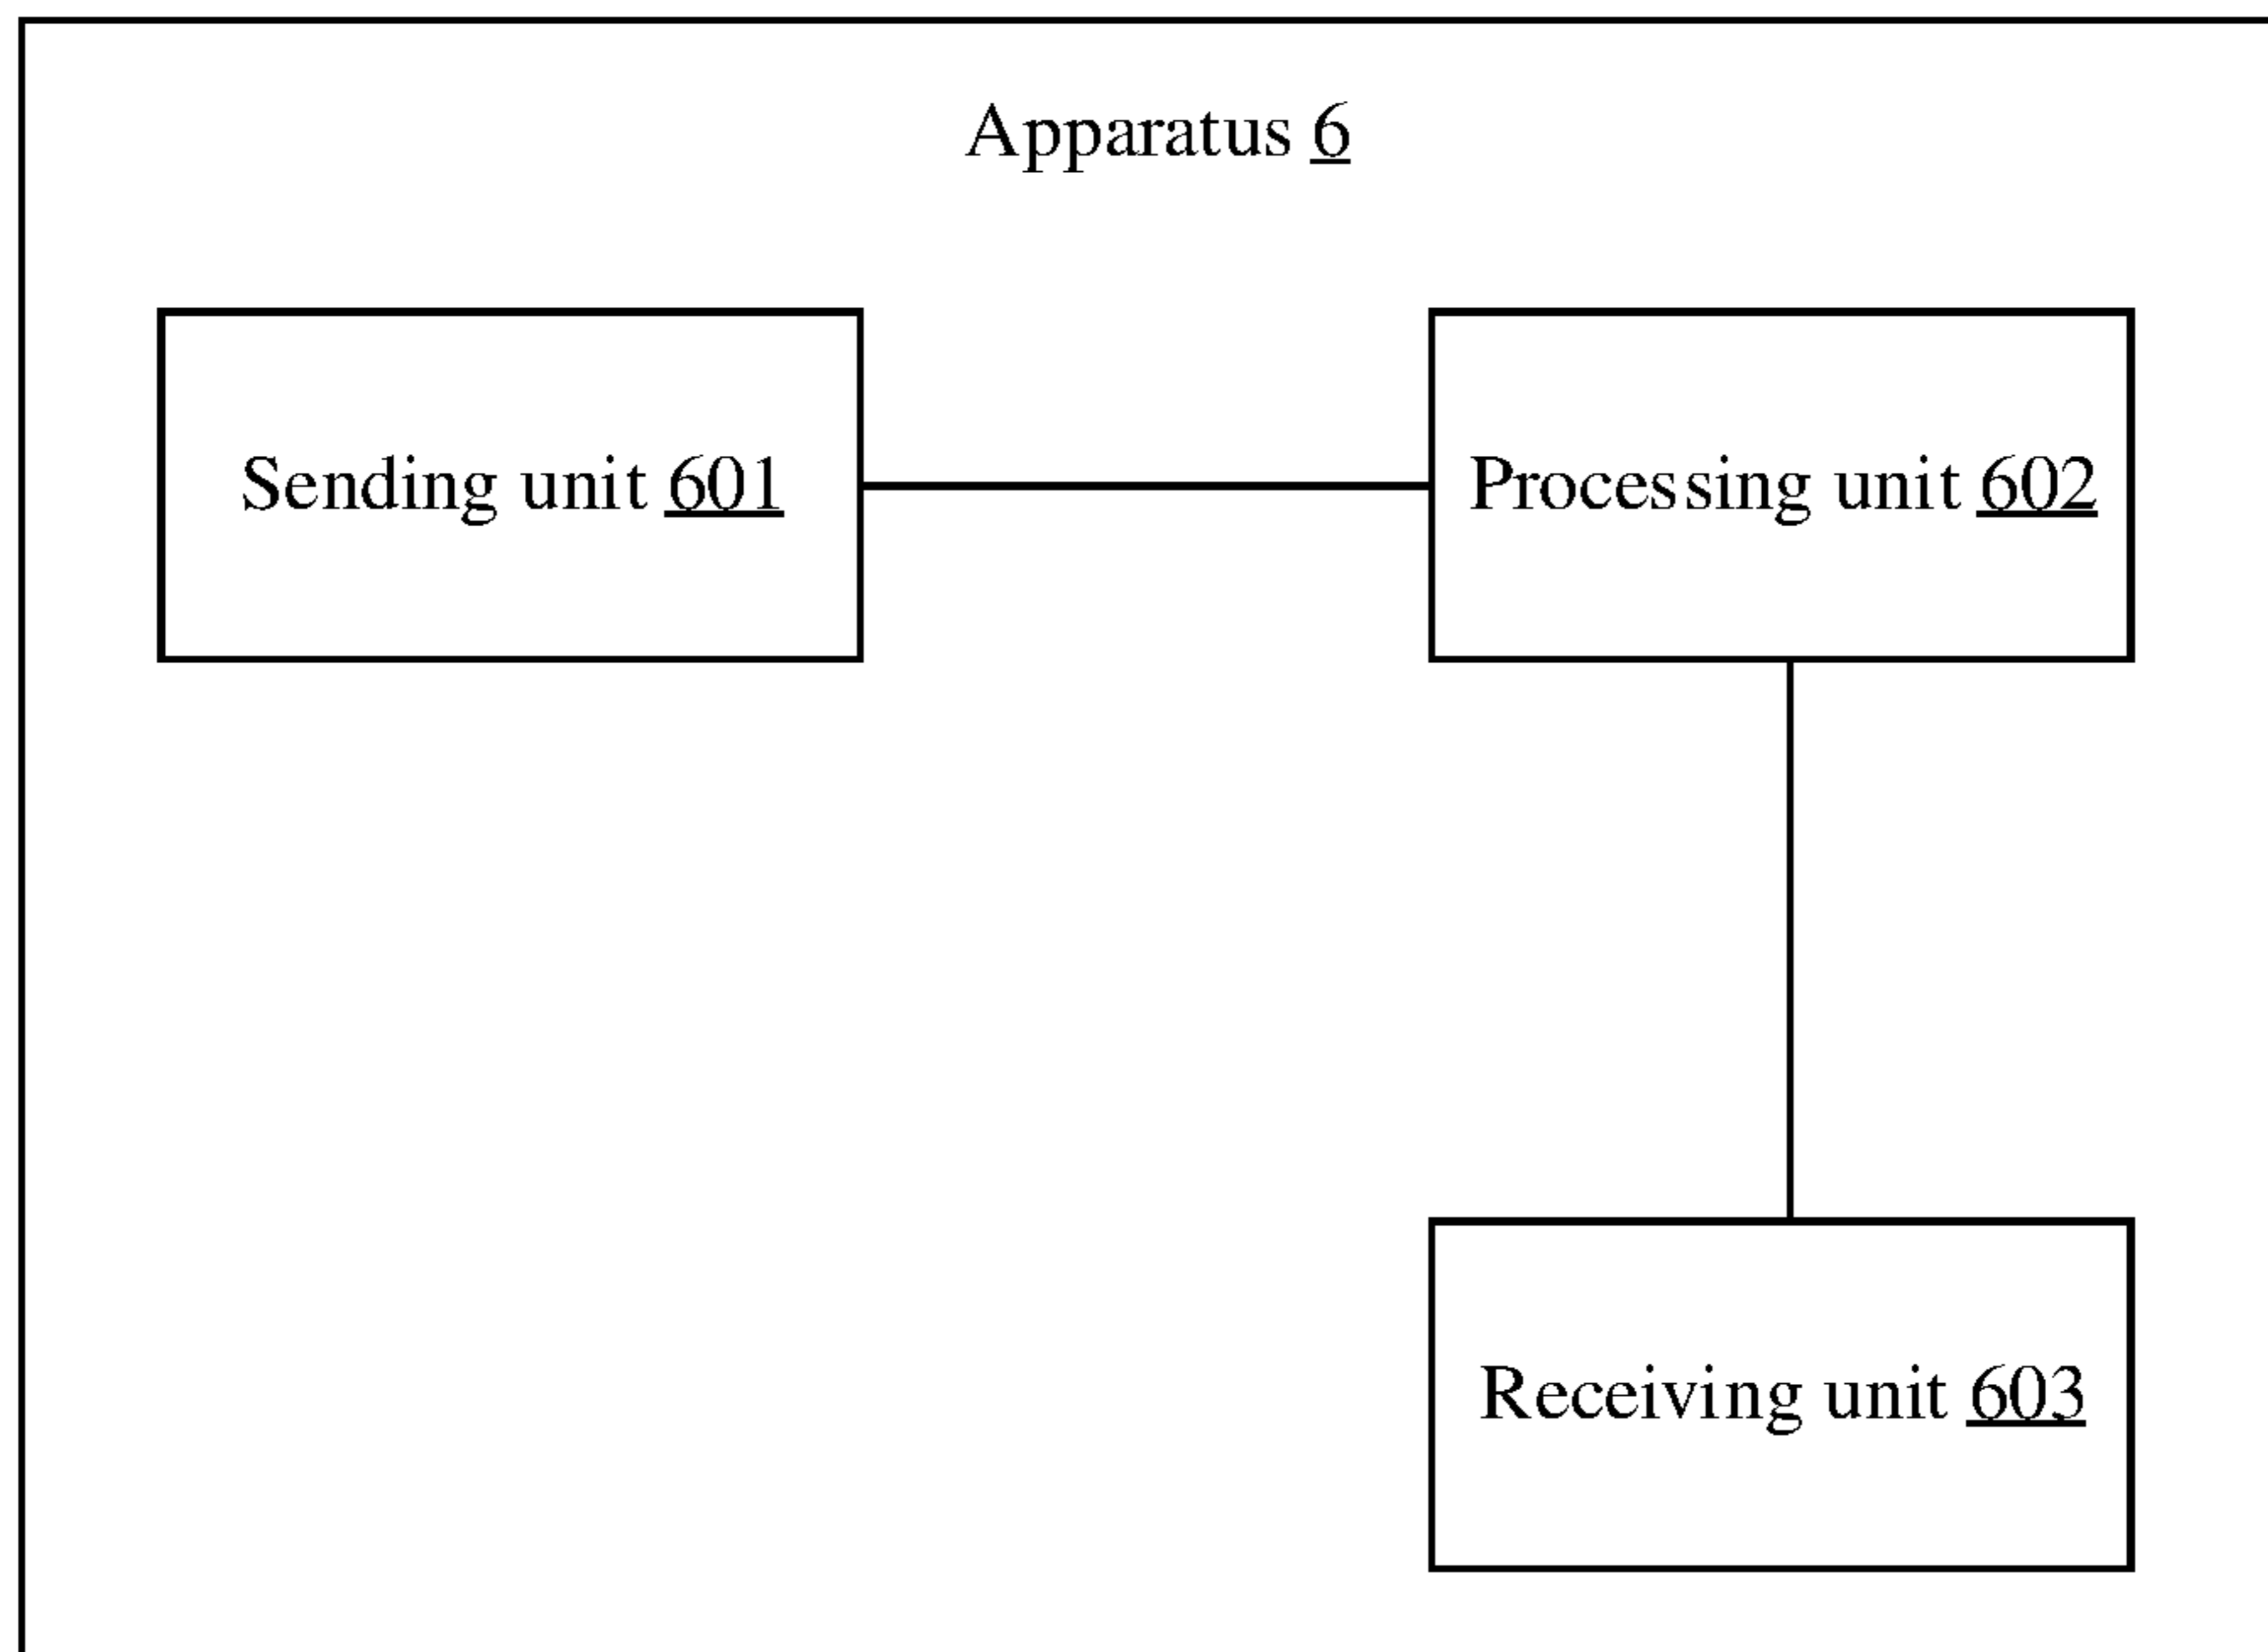 Apparatus 6
Sending unit 601
Processing unit 602
Receiving unit 603